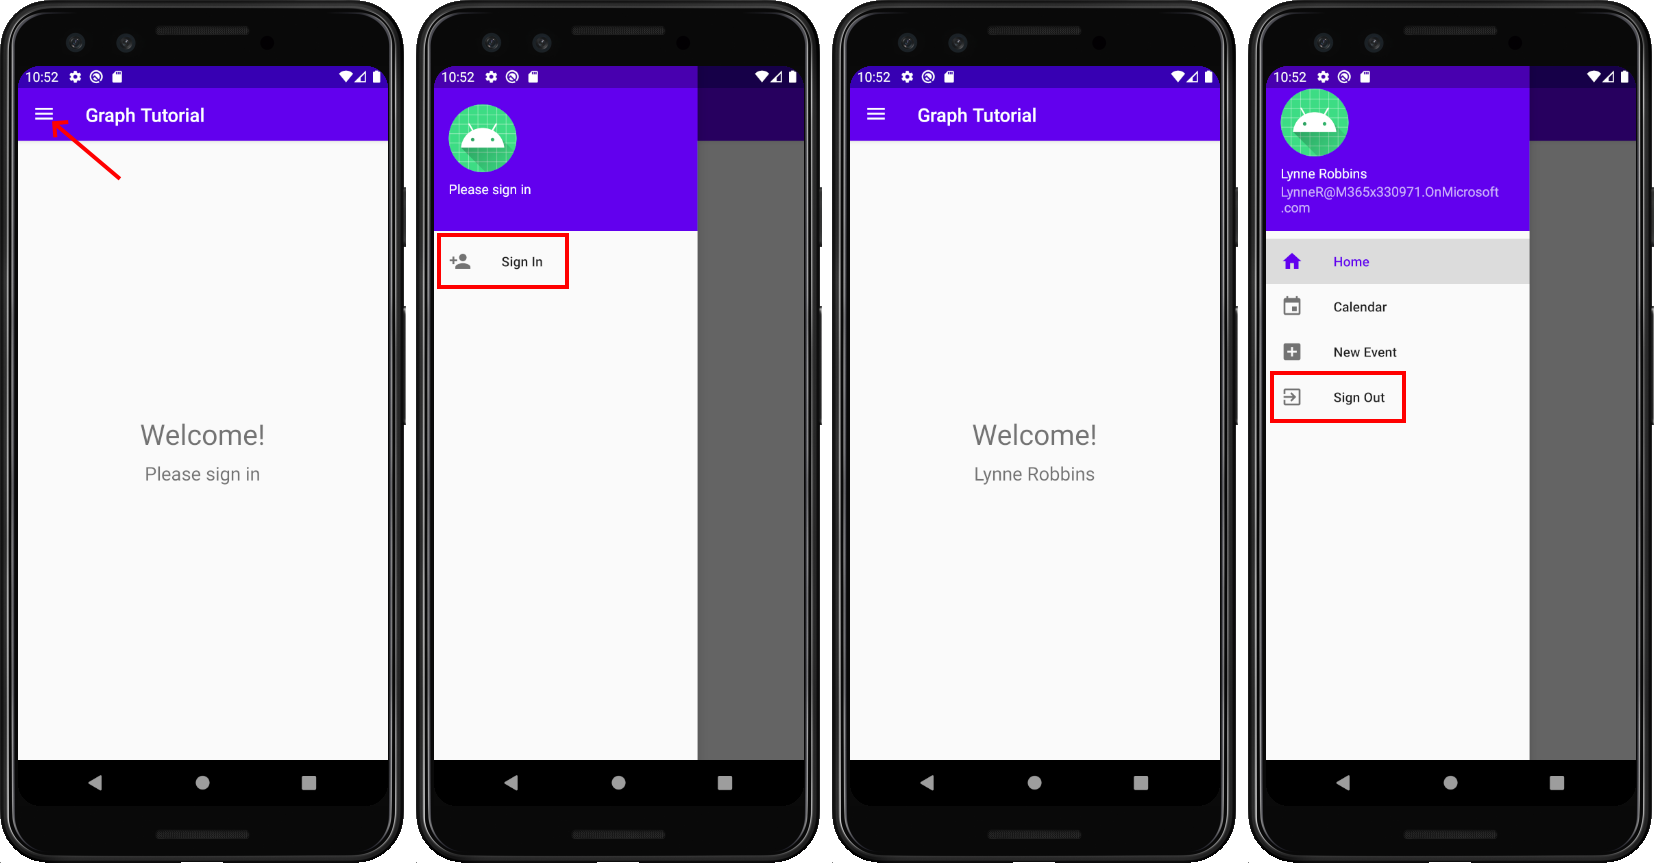 10:52
Graph Tutorial
Welcome!
Please sign in
10:52
Please sign in
Sign In
10:52
Graph Tutorial
Welcome!
Lynne Robbins
10:52
Lynne Robbins
LynneR@M365x330971.OnMicrosoft
.com
Home
Calendar
New Event
Sign Out